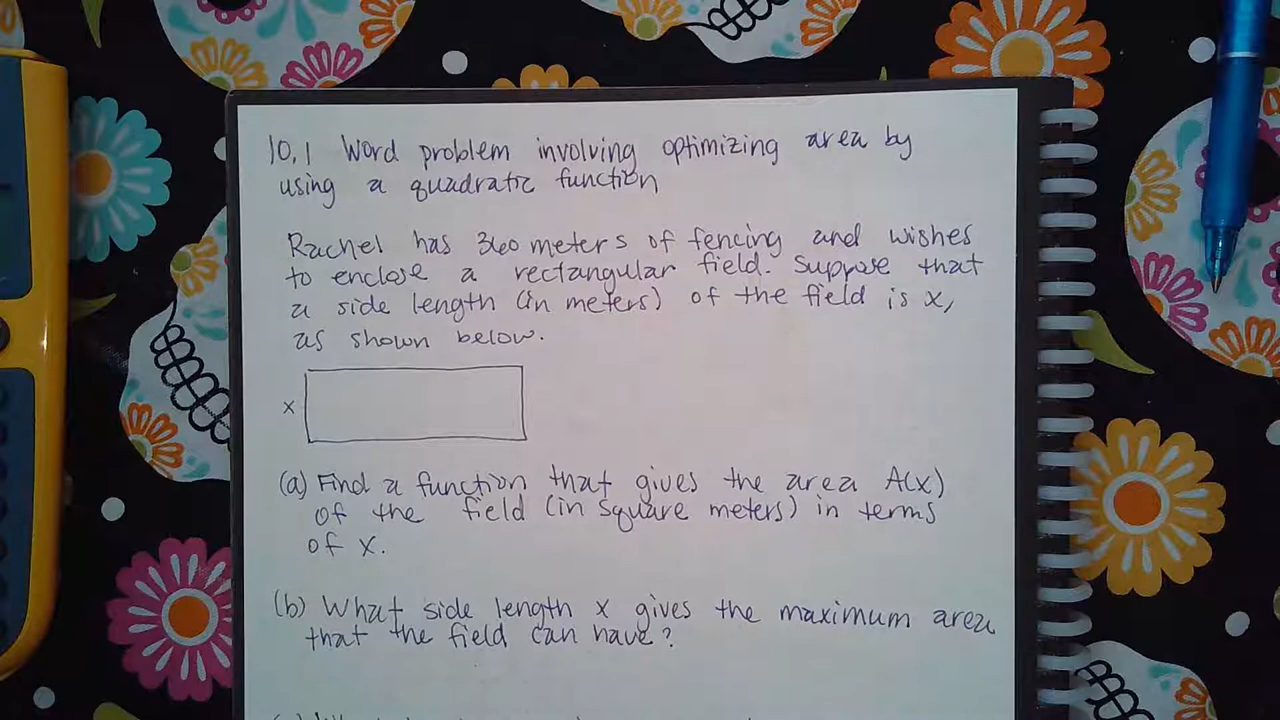 10.1 Word problem involving optimizing area by
using a quadratic function
Rachel has 360 meters of fencing and wishes
to enclose a rectangular field. Suppose that
a side length (in meters) of the field is x,
as shown below.
x
(a) Find a function that gives the area A(x)
of the field (in square meters) in terms
of x.
(b) What side length x gives the maximum area
that the field can have?